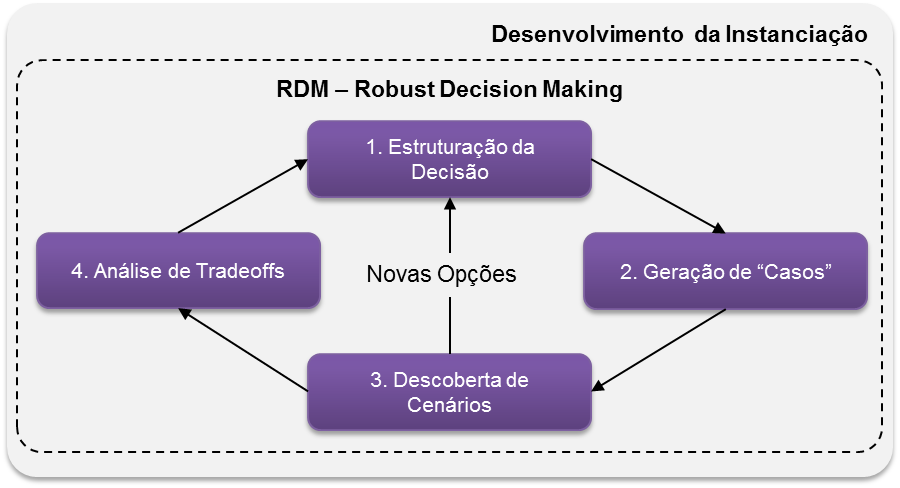 Desenvolvimento da Instanciação
RDM – Robust Decision Making
1. Estruturação da
Decisão
4. Análise de Tradeoffs
Novas Opções
2. Geração de “Casos”
3. Descoberta de
Cenários